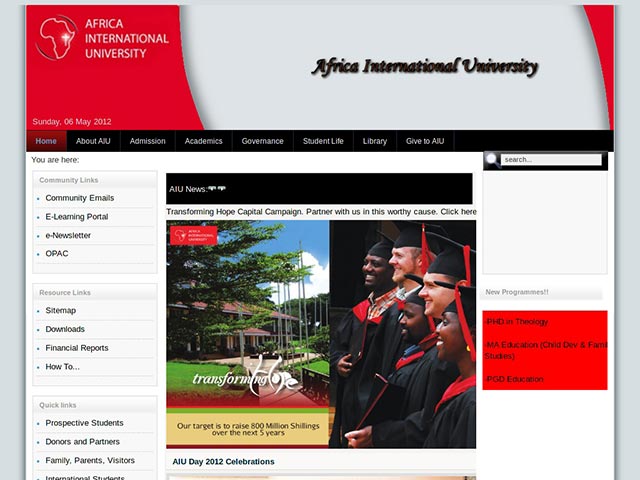 AFRICA
INTERNATIONAL
UNIVERSITY
Africa International University
Sunday, 06 May 2012
Home About AIU Admission Academics Governance Student Life Library Give to AIU
You are here:
search...
Community Links
Community Emails
E-Learning Portal
e-Newsletter
OPAC
Resource Links
Sitemap
Downloads
Financial Reports
How To...
Quick links
Prospective Students
Donors and Partners
Family, Parents, Visitors
International Students
AIU News:
Transforming Hope Capital Campaign. Partner with us in this worthy cause. Click here
AFRICA
INTERNATIONAL
UNIVERSITY
transforming hope
Our target is to raise 800 Million Shillings
over the next 5 years
AIU Day 2012 Celebrations
New Programmes!!
-PHD in Theology
-MA Education (Child Dev & Famil
Studies)
-PGD Education